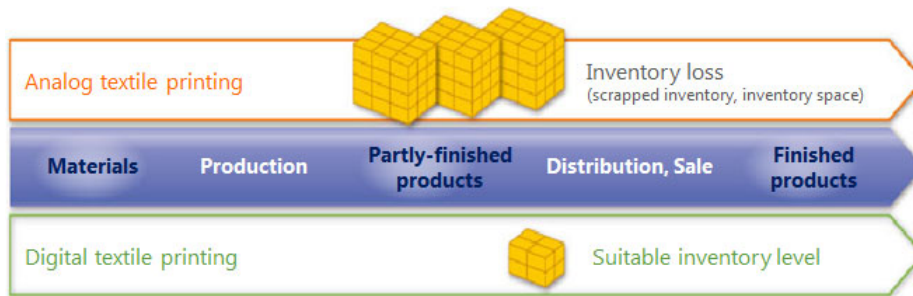 Analog textile printing
Inventory loss
(scrapped inventory, inventory space)
Materials
Production
Partly-finished
products
Distribution, Sale
Finished
products
Digital textile printing
Suitable inventory level